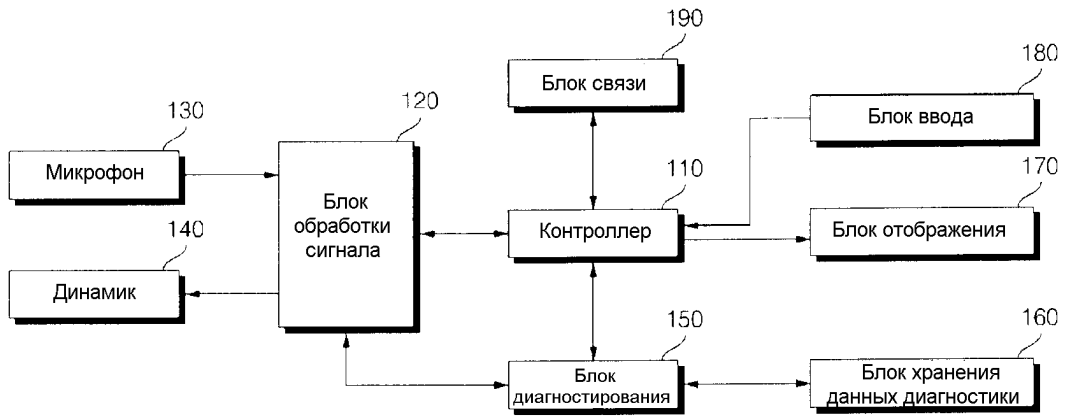 190
Блок связи
180
Блок ввода
130
Микрофон
120
Блок
обработки
сигнала
110
Контроллер
170
Блок отображения
140
Динамик
150
Блок
диагностирования
160
Блок хранения
данных диагностики